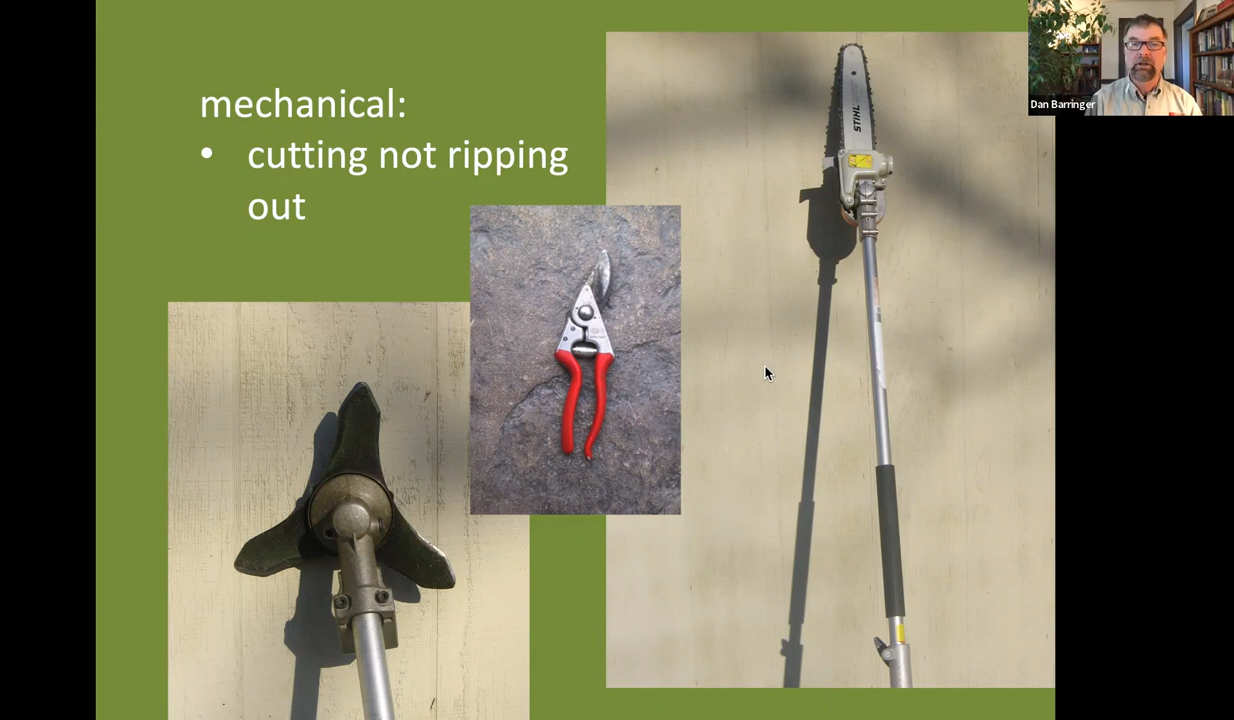 mechanical:
• cutting not ripping
out
STIHL
Dan Barringer